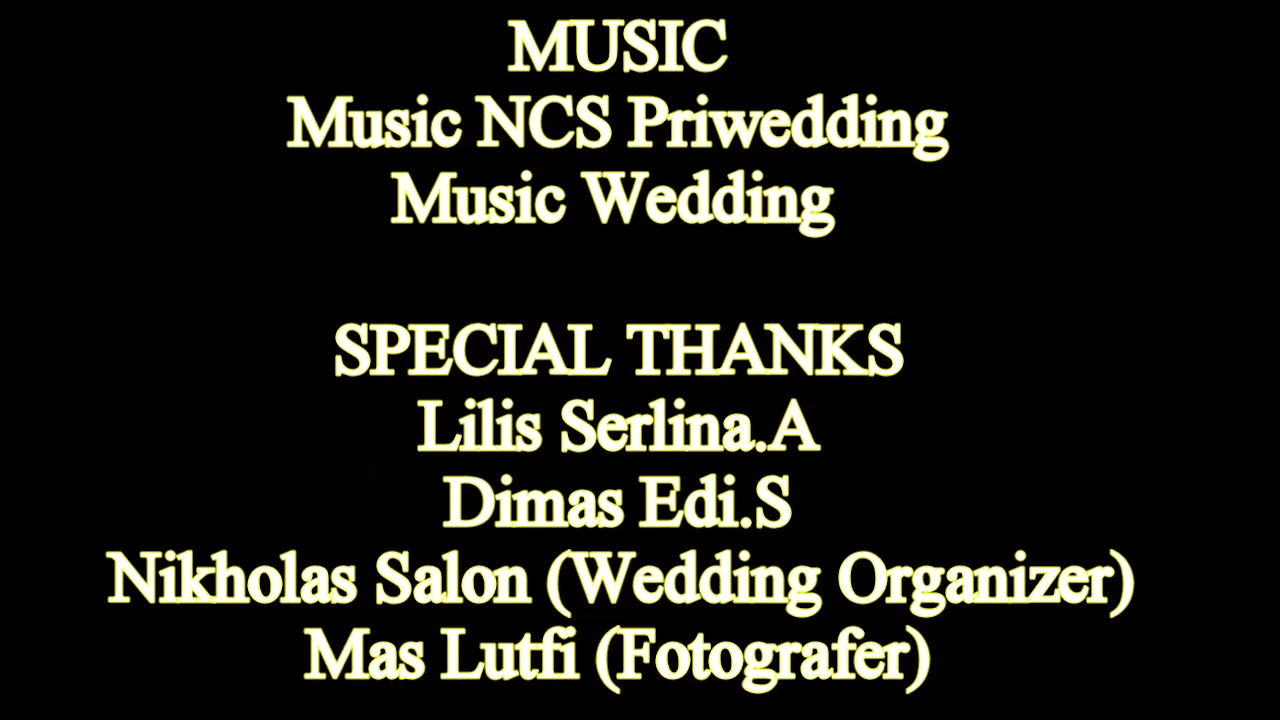 MUSIC
Music NCS Priwedding
Music Wedding
SPECIAL THANKS
Lilis Serlina.A
Dimas Edi.S
Nikholas Salon (Wedding Organizer)
Mas Lutfi (Fotografer)